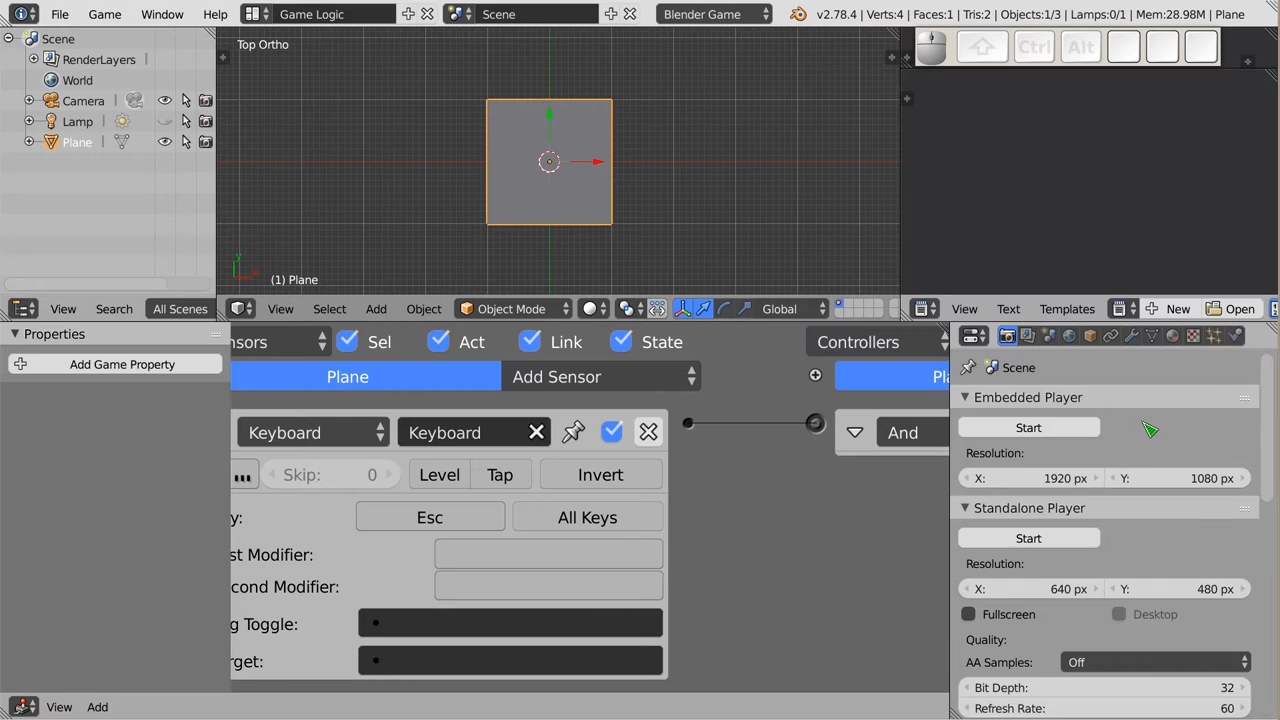 File Game Window Help Game Logic Scene Blender Game v2.78.4 | Verts:4 | Faces:1 | Tris:2 | Objects:1/3 | Lamps:0/1 | Mem:28.98M | Plane
Scene
RenderLayers
World
Camera
Lamp
Plane
Top Ortho
(1) Plane
Ctrl Alt
View Search All Scenes
View Select Add Object Object Mode Global
View Text Templates New Open
Properties
Add Game Property
nsors Sel Act Link State Controllers
Plane Add Sensor Pla
Keyboard Keyboard And
Skip: 0 Level Tap Invert
y: Esc All Keys
st Modifier:
cond Modifier:
g Toggle:
rget:
Scene
Embedded Player
Start
Resolution:
X: 1920 px Y: 1080 px
Standalone Player
Start
Resolution:
X: 640 px Y: 480 px
Fullscreen Desktop
Quality:
AA Samples: Off
Bit Depth: 32
Refresh Rate: 60
View Add